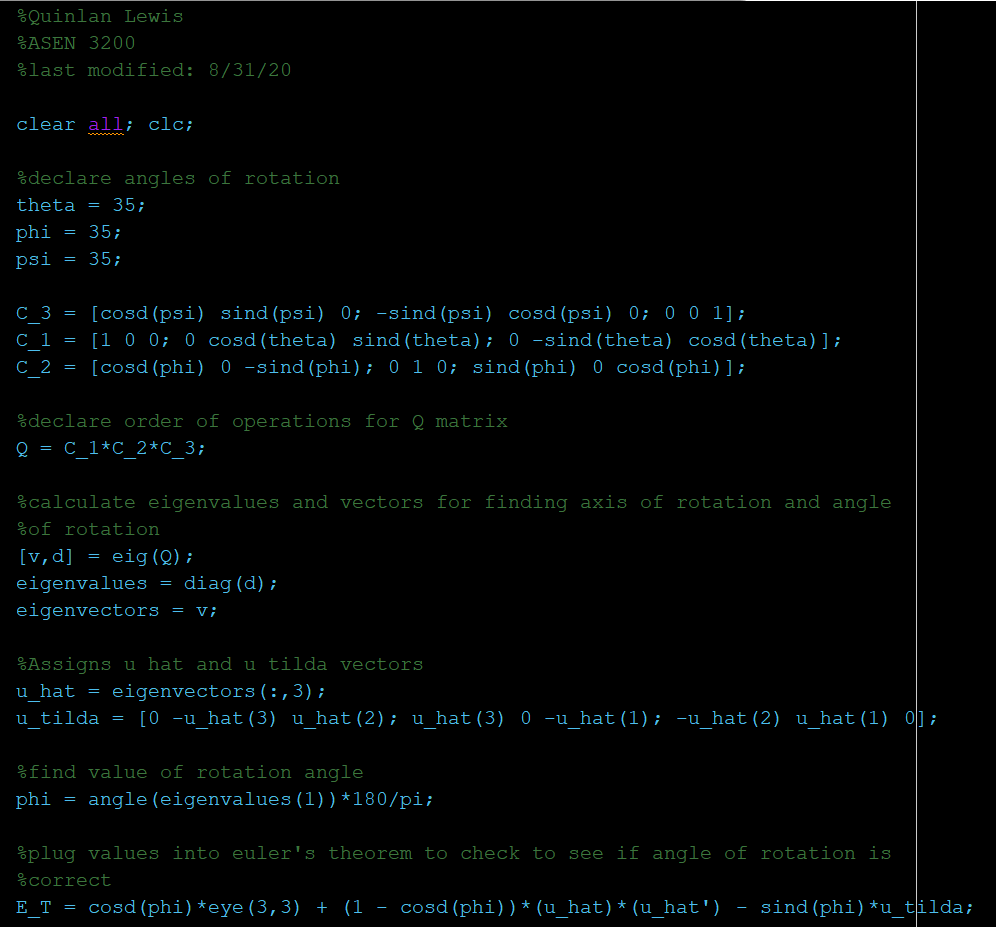 %Quinlan Lewis
%ASEN 3200
%last modified: 8/31/20
clear all; clc;
%declare angles of rotation
theta = 35;
phi = 35;
psi = 35;
C_3 = [cosd(psi) sind(psi) 0; -sind(psi) cosd(psi) 0; 0 0 1];
C_1 = [1 0 0; 0 cosd(theta) sind(theta); 0 -sind(theta) cosd(theta)];
C_2 = [cosd(phi) 0 -sind(phi); 0 1 0; sind(phi) 0 cosd(phi)];
%declare order of operations for Q matrix
Q = C_1*C_2*C_3;
%calculate eigenvalues and vectors for finding axis of rotation and angle
%of rotation
[v,d] = eig(Q);
eigenvalues = diag(d);
eigenvectors = v;
%Assigns u hat and u tilda vectors
u_hat = eigenvectors(:,3);
u_tilda = [0 -u_hat(3) u_hat(2); u_hat(3) 0 -u_hat(1); -u_hat(2) u_hat(1) 0];
%find value of rotation angle
phi = angle(eigenvalues(1))*180/pi;
%plug values into euler's theorem to check to see if angle of rotation is
%correct
E_T = cosd(phi)*eye(3,3) + (1 - cosd(phi))*(u_hat)*(u_hat') - sind(phi)*u_tilda;